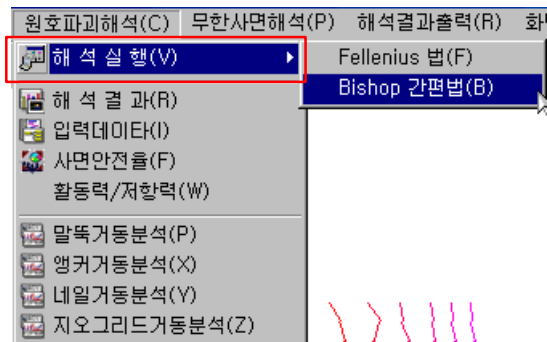 원호파괴해석(C) 무한사면해석(P) 해석결과출력(R)
해 석 실 행(V) Fellenius 법(F)
Bishop 간편법(B)
해 석 결 과(R)
입력데이타(I)
사면안전율(F)
활동력/저항력(W)
말뚝거동분석(P)
앵커거동분석(X)
네일거동분석(Y)
지오그리드거동분석(Z)